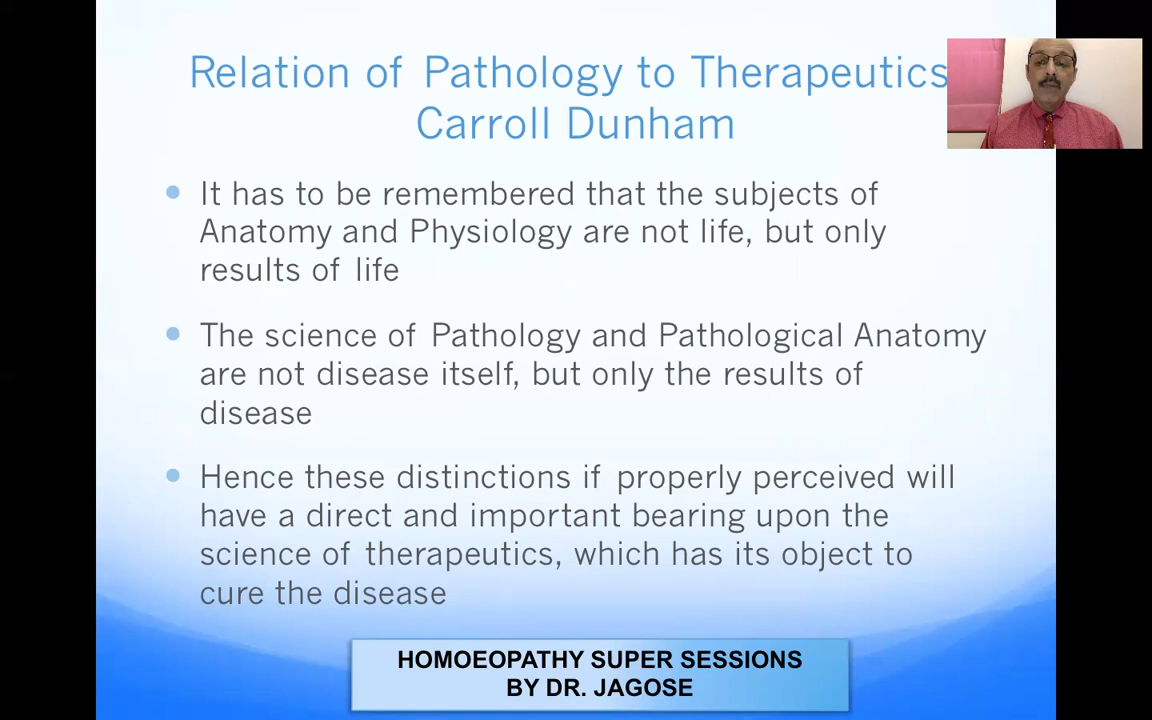 Relation of Pathology to Therapeutics
Carroll Dunham
It has to be remembered that the subjects of
Anatomy and Physiology are not life, but only
results of life
The science of Pathology and Pathological Anatomy
are not disease itself, but only the results of
disease
Hence these distinctions if properly perceived will
have a direct and important bearing upon the
science of therapeutics, which has its object to
cure the disease
HOMOEOPATHY SUPER SESSIONS
BY DR. JAGOSE